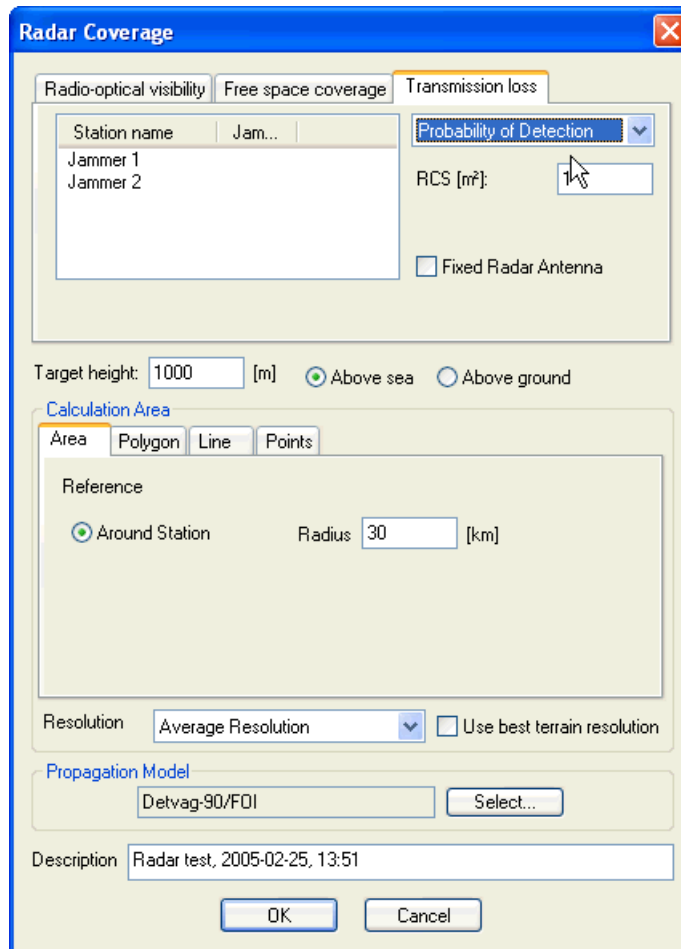 Radar Coverage
Radio-optical visibility Free space coverage Transmission loss
Station name Jam...
Probability of Detection
Jammer 1
Jammer 2
RCS [m²]:
Fixed Radar Antenna
Target height: 1000 [m] Above sea Above ground
Calculation Area
Area Polygon Line Points
Reference
Around Station Radius 30 [km]
Resolution Average Resolution Use best terrain resolution
Propagation Model
Detvag-90/FOI Select...
Description Radar test, 2005-02-25, 13:51
OK Cancel